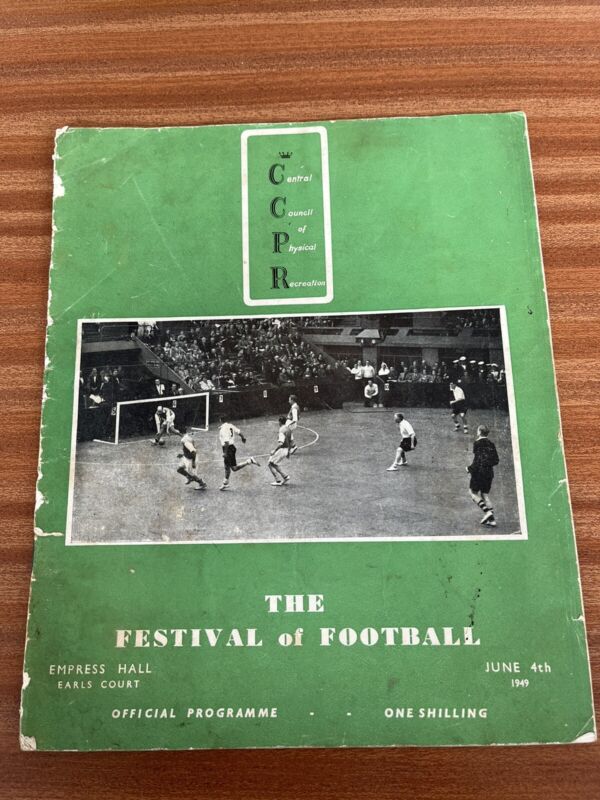 Central
Council
of
Physical
Recreation
THE
FESTIVAL of FOOTBALL
EMPRESS HALL
EARLS COURT
JUNE 4th
1949
OFFICIAL PROGRAMME - - ONE SHILLING